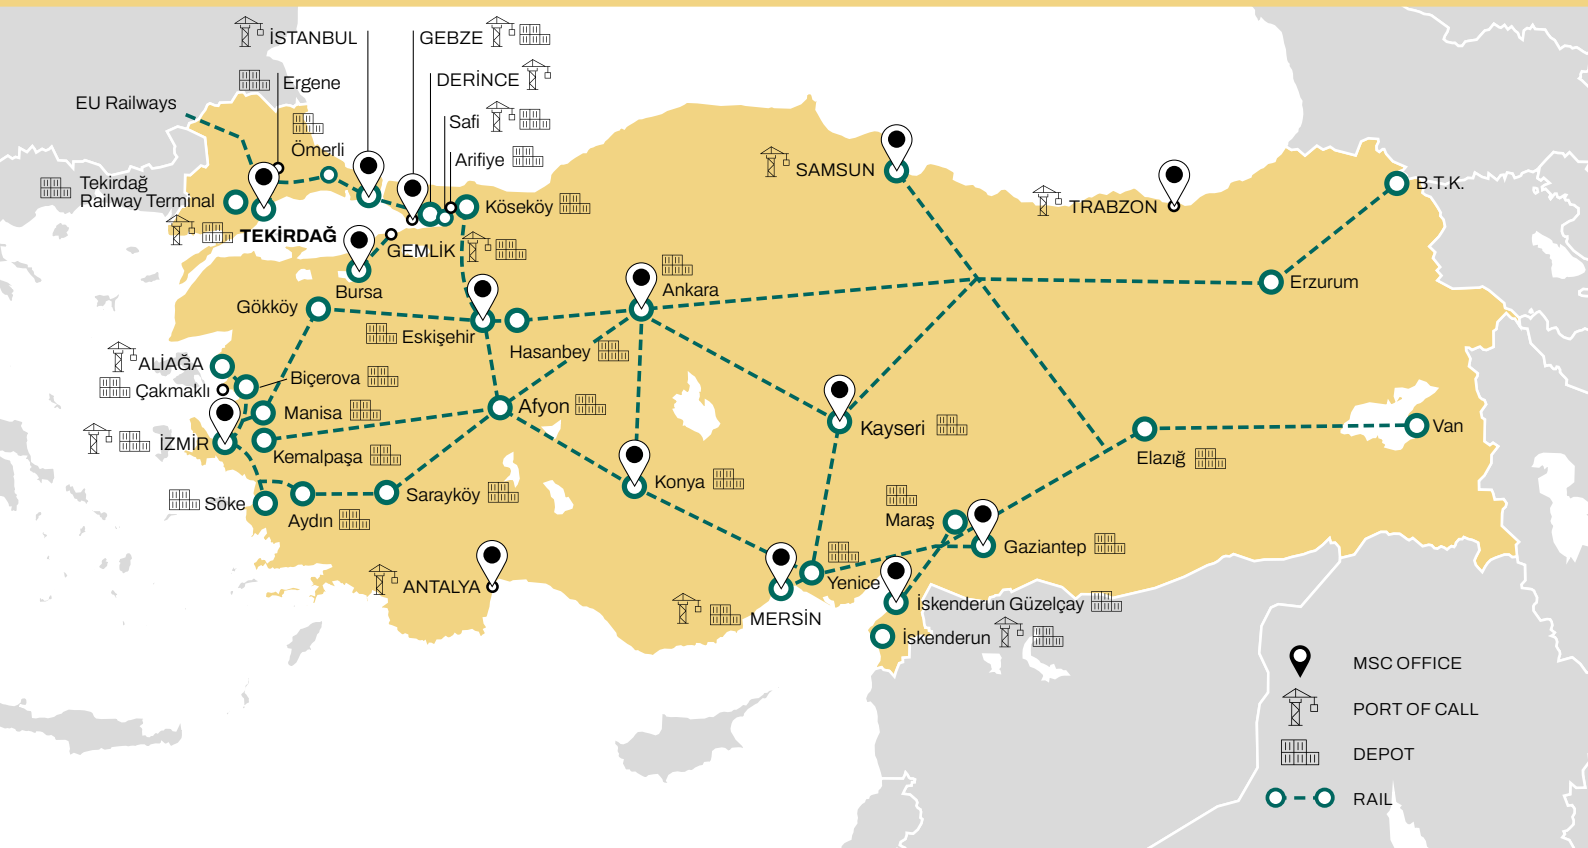 İSTANBUL
GEBZE
Ergene
DERİNCE
EU Railways
Safi
Ömerli
Arifiye
Tekirdağ
Railway Terminal
Köseköy
TEKİRDAĞ
GEMLİK
SAMSUN
TRABZON
B.T.K.
Bursa
Ankara
Erzurum
Gökköy
Eskişehir
Hasanbey
ALİAĞA
Biçerova
Çakmaklı
Manisa
Afyon
İZMİR
Kemalpaşa
Kayseri
Van
Elazığ
Söke
Sarayköy
Konya
Aydın
Maraş
Gaziantep
ANTALYA
Yenice
MERSİN
İskenderun Güzelçay
İskenderun
MSC OFFICE
PORT OF CALL
DEPOT
RAIL